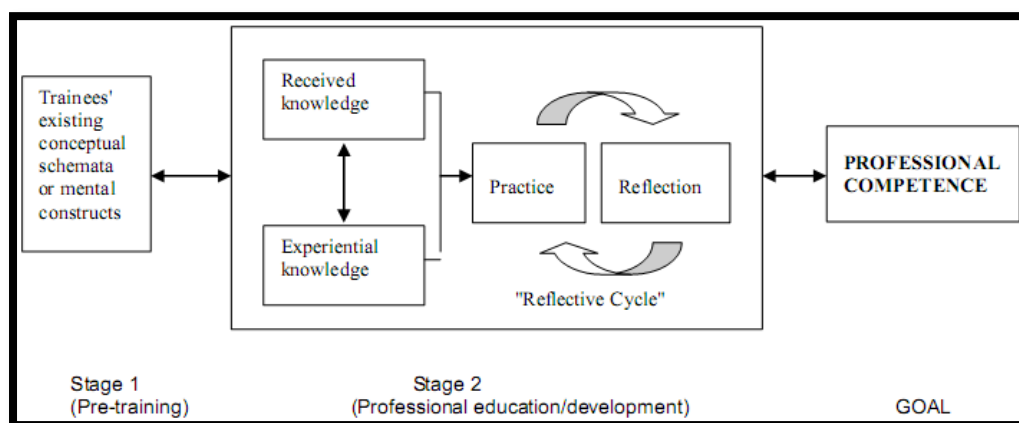 Trainees'
existing
conceptual
schemata
or mental
constructs
Received
knowledge
Experiential
knowledge
Practice
Reflection
"Reflective Cycle"
PROFESSIONAL
COMPETENCE
Stage 1
(Pre-training)
Stage 2
(Professional education/development)
GOAL